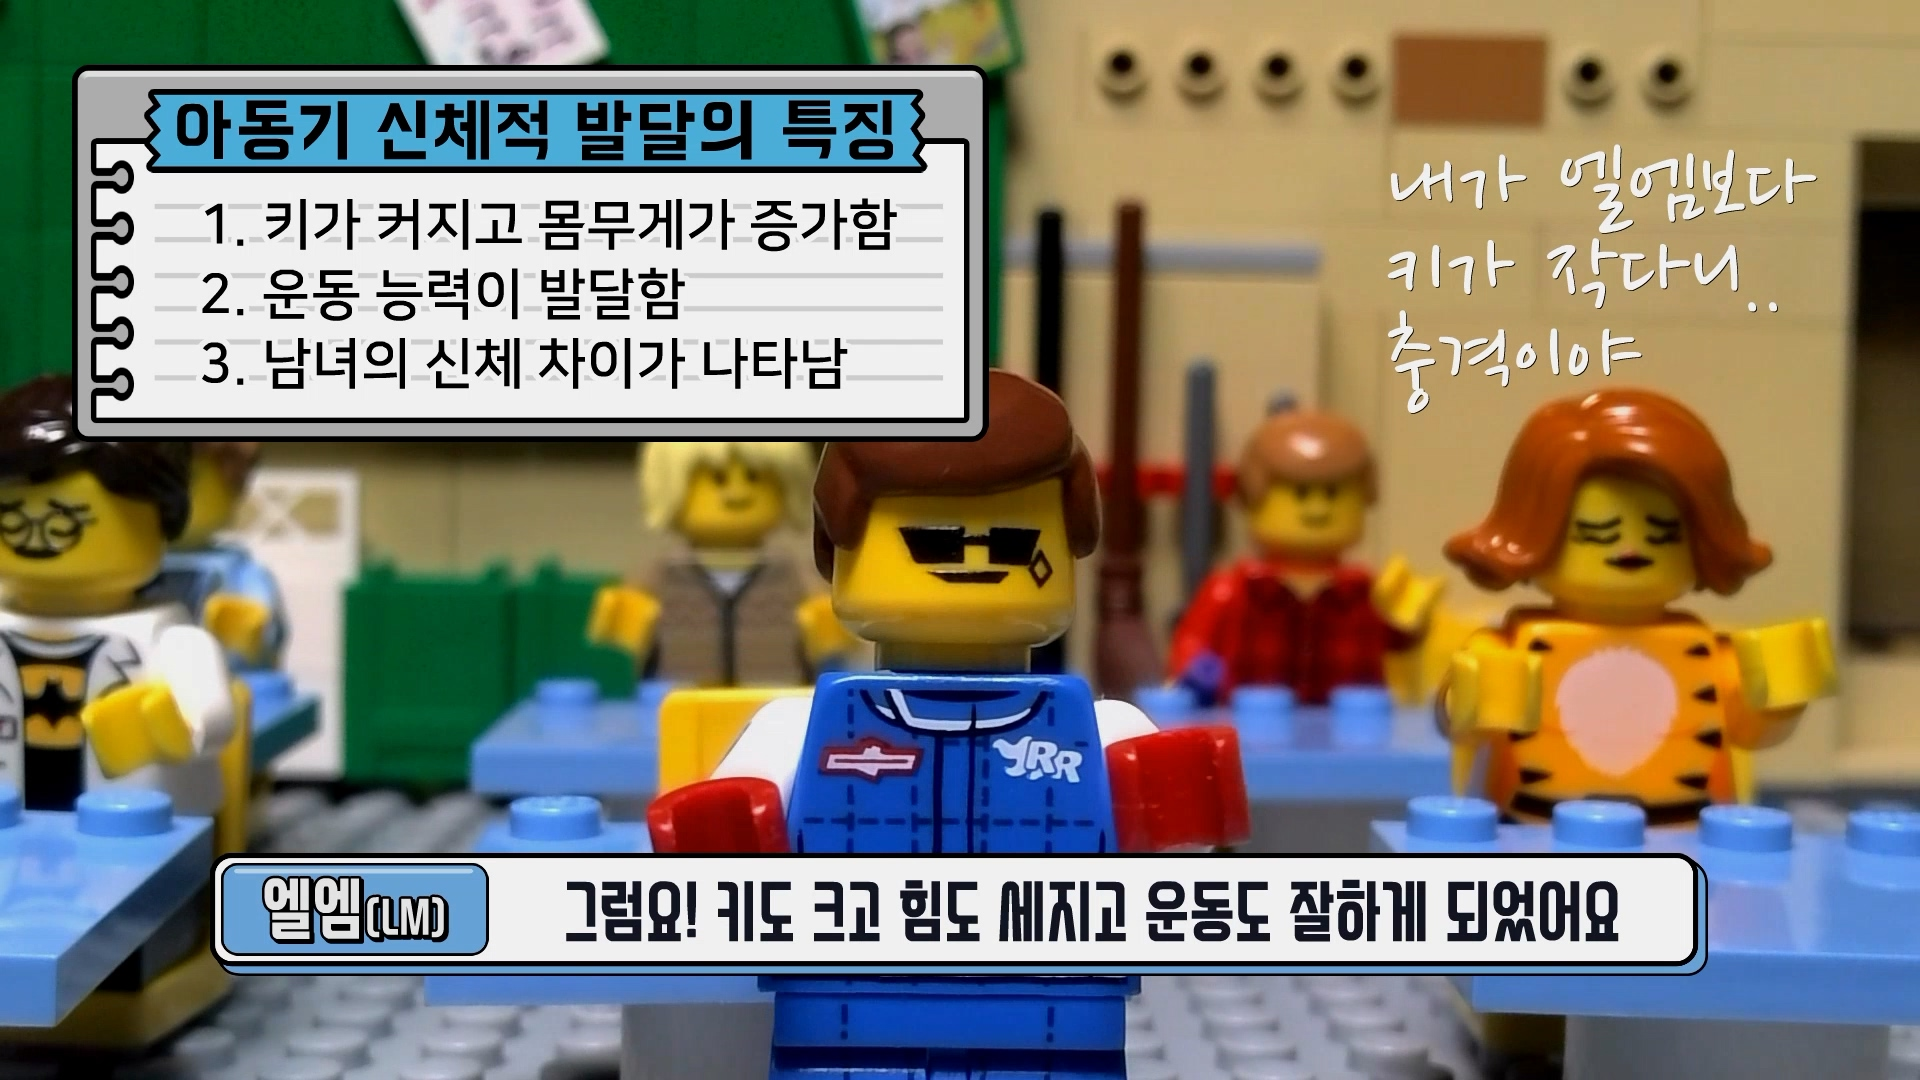 아동기 신체적 발달의 특징
1. 키가 커지고 몸무게가 증가함
2. 운동 능력이 발달함
3. 남녀의 신체 차이가 나타남
내가 엘엠보다
키가 작다니..
충격이야
YRR
엘엠(LM)
그럼요! 키도 크고 힘도 세지고 운동도 잘하게 되었어요